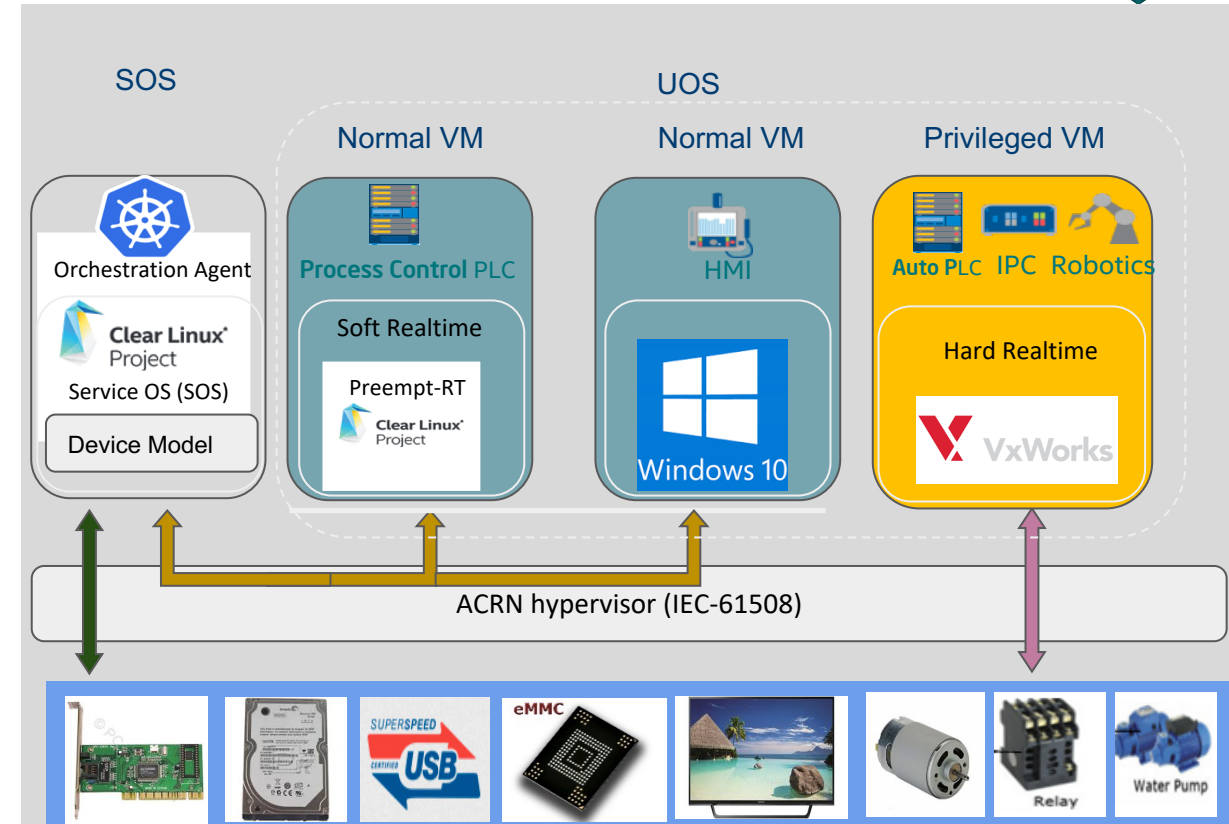 SOS
UOS
Normal VM
Normal VM
Privileged VM
Orchestration Agent
Clear Linux*
Project
Service OS (SOS)
Device Model
Process Control PLC
Soft Realtime
Preempt-RT
Clear Linux*
Project
HMI
Windows 10
Auto PLC IPC Robotics
Hard Realtime
VxWorks
ACRN hypervisor (IEC-61508)
© PC
SUPERSPEED
CERTIFIED USB
eMMC
Relay
Water Pump